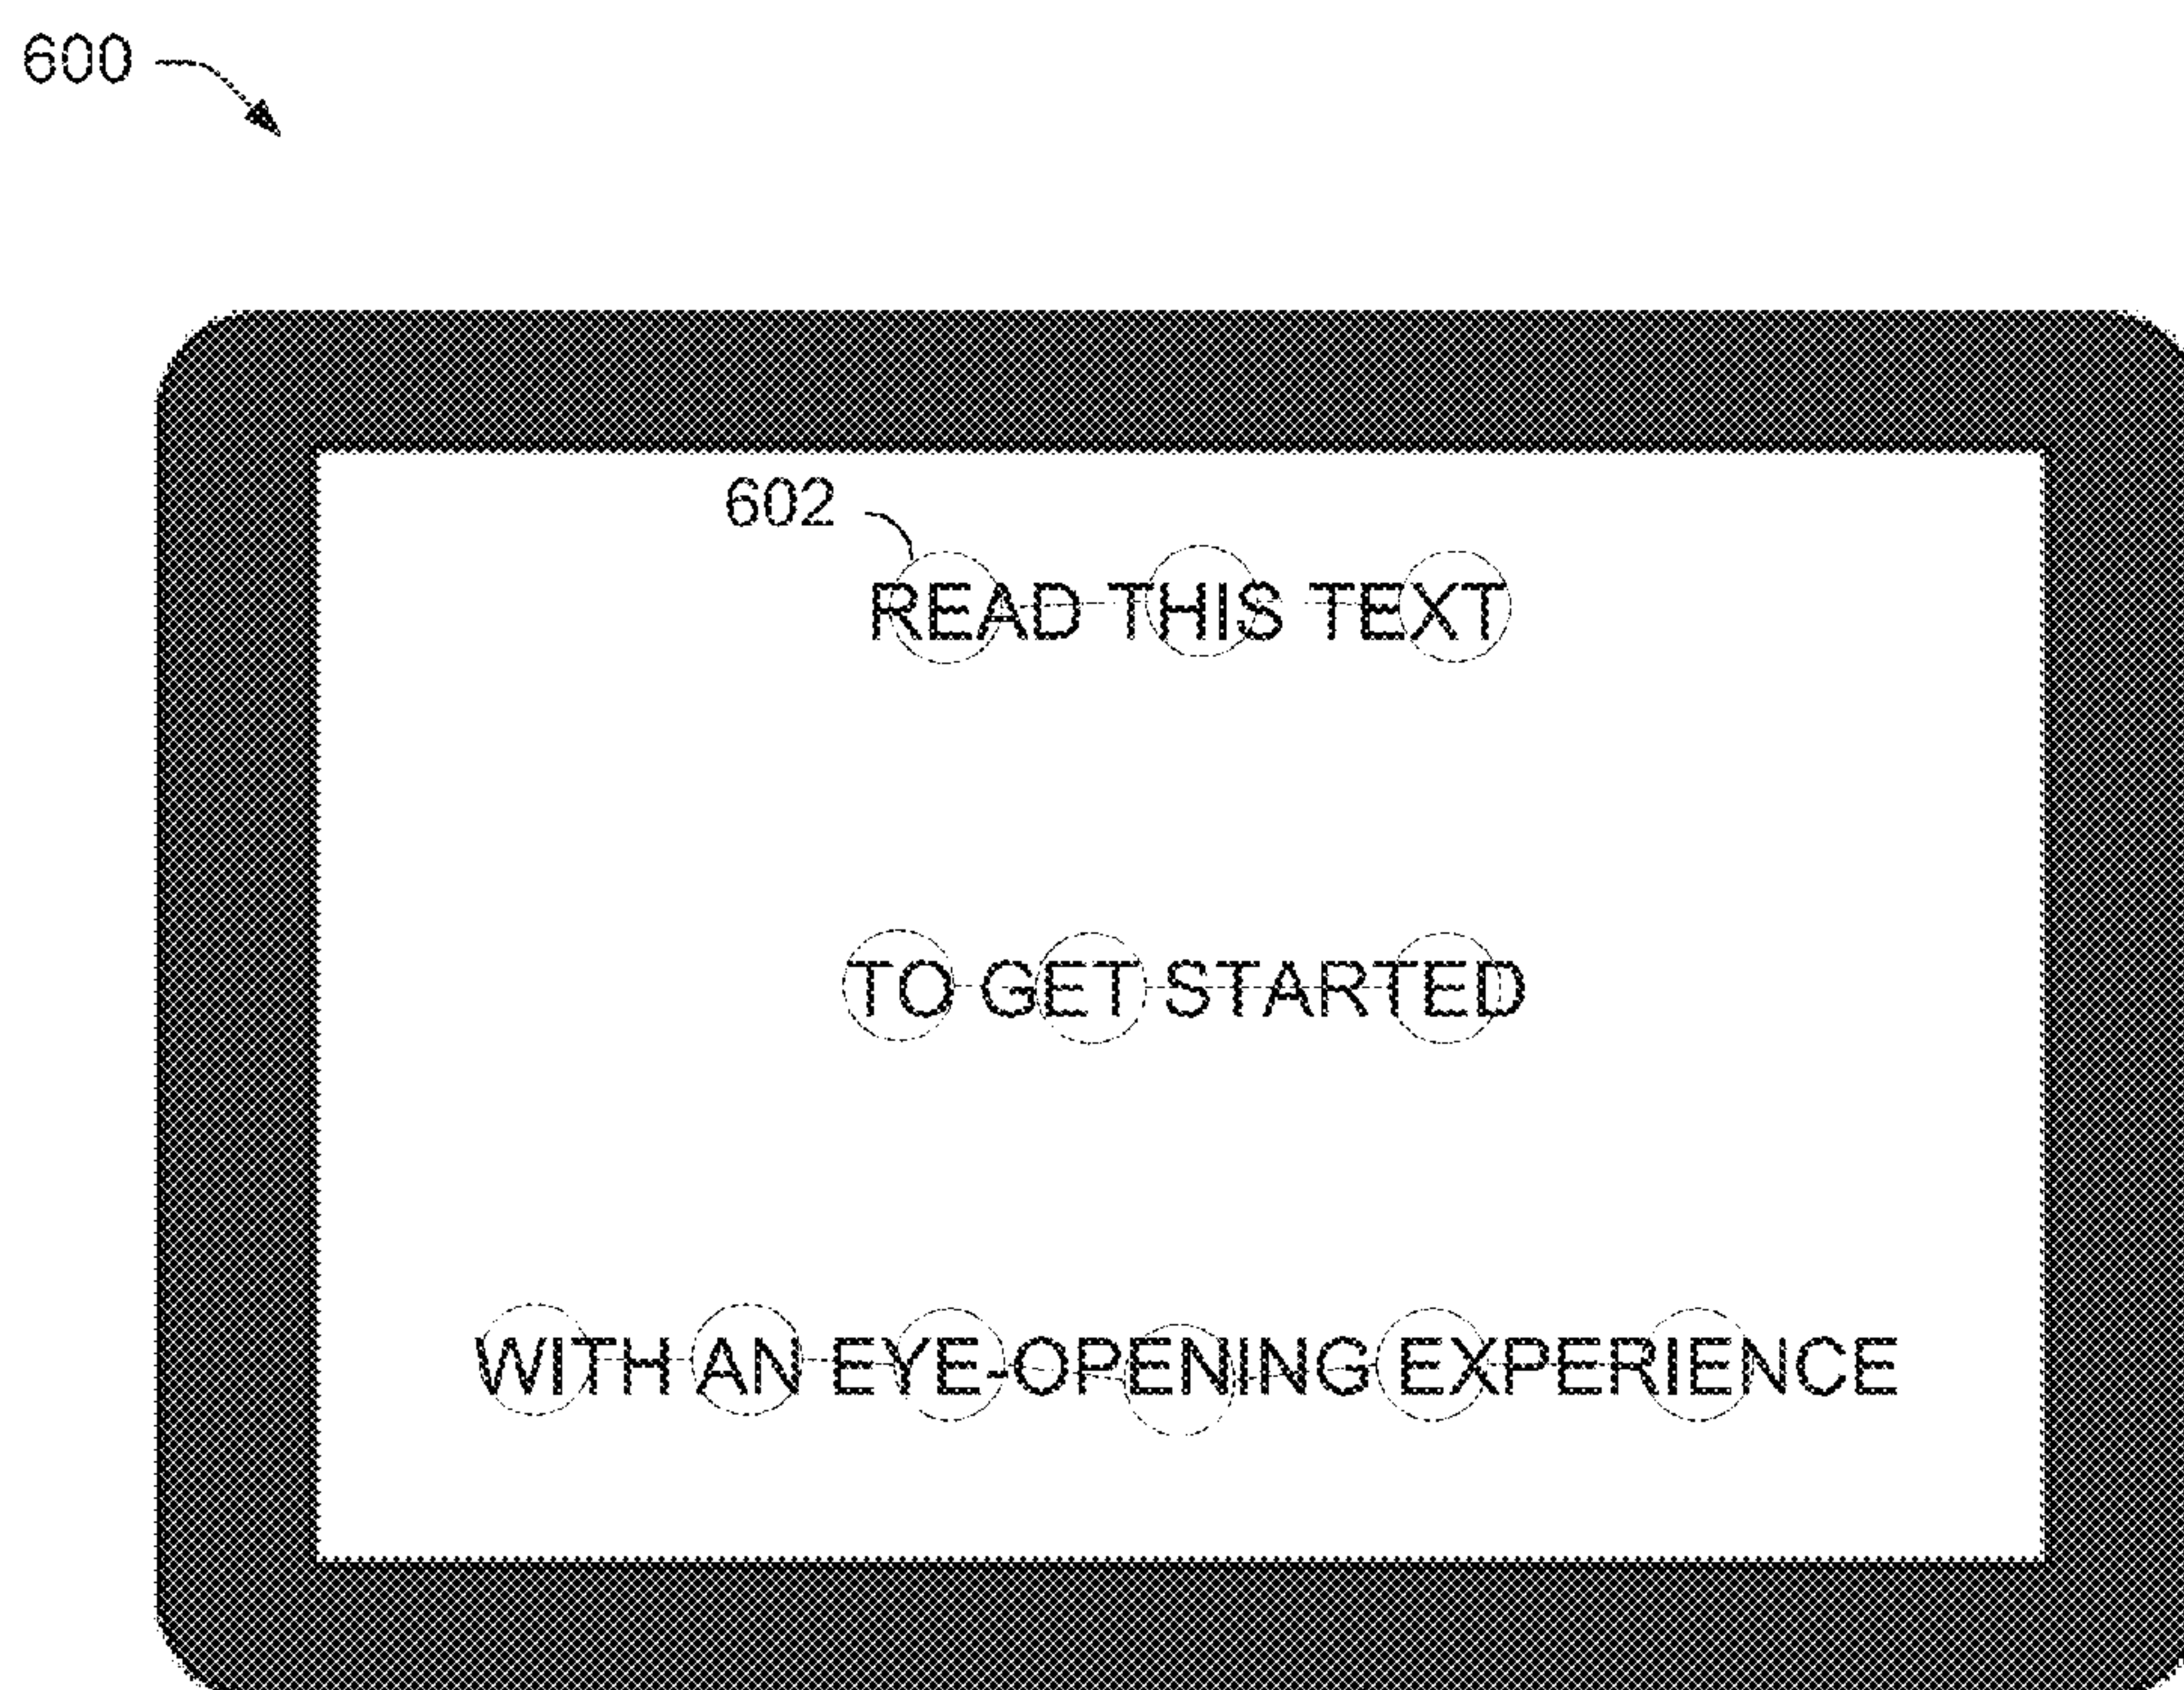 600
602
READ THIS TEXT
TO GET STARTED
WITH AN EYE-OPENING EXPERIENCE